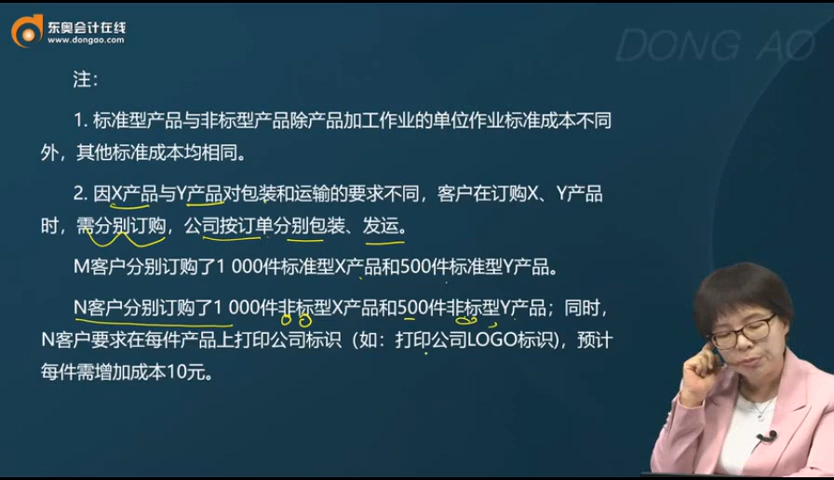 东奥会计在线
www.dongao.com
DONG AO
注：
1. 标准型产品与非标型产品除产品加工作业的单位作业标准成本不同
外，其他标准成本均相同。
2. 因X产品与Y产品对包装和运输的要求不同，客户在订购X、Y产品
时，需分别订购，公司按订单分别包装、发运。
M客户分别订购了1 000件标准型X产品和500件标准型Y产品。
N客户分别订购了1 000件非标型X产品和500件非标型Y产品；同时，
N客户要求在每件产品上打印公司标识（如：打印公司LOGO标识），预计
每件需增加成本10元。